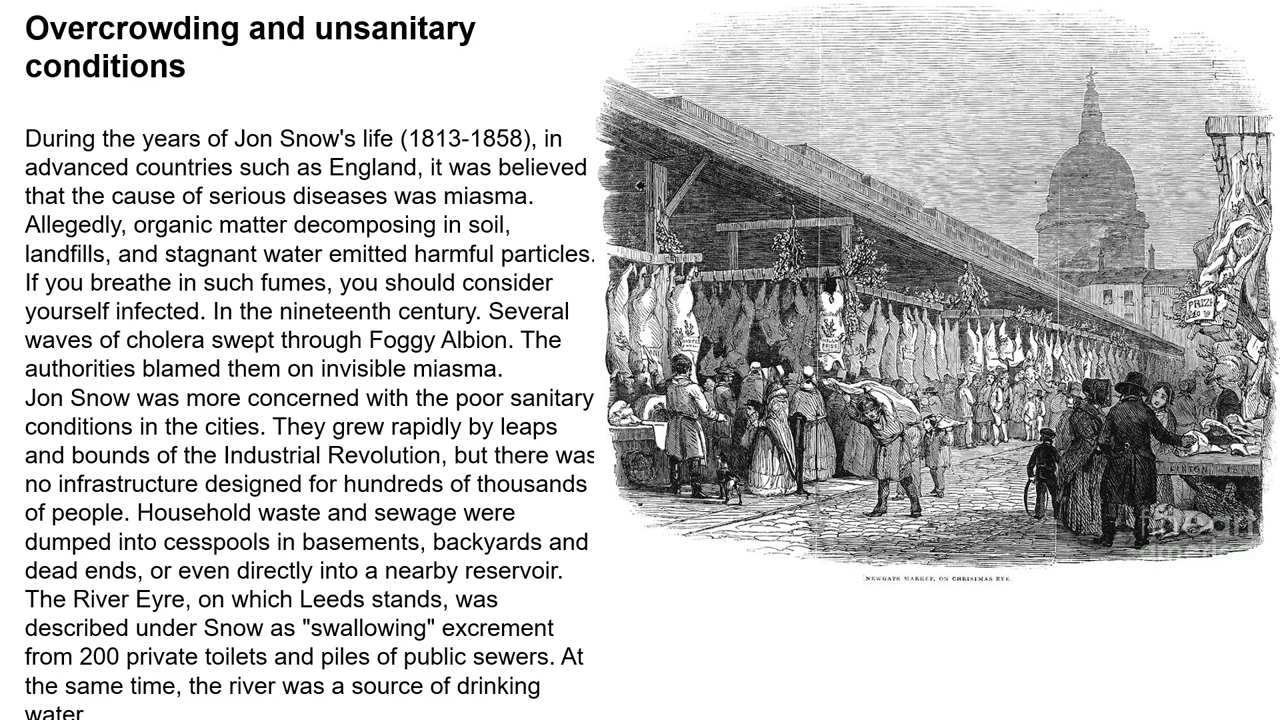 Overcrowding and unsanitary
conditions
During the years of Jon Snow's life (1813-1858), in
advanced countries such as England, it was believed
that the cause of serious diseases was miasma.
Allegedly, organic matter decomposing in soil,
landfills, and stagnant water emitted harmful particles.
If you breathe in such fumes, you should consider
yourself infected. In the nineteenth century. Several
waves of cholera swept through Foggy Albion. The
authorities blamed them on invisible miasma.
Jon Snow was more concerned with the poor sanitary
conditions in the cities. They grew rapidly by leaps
and bounds of the Industrial Revolution, but there was
no infrastructure designed for hundreds of thousands
of people. Household waste and sewage were
dumped into cesspools in basements, backyards and
dead ends, or even directly into a nearby reservoir.
The River Eyre, on which Leeds stands, was
described under Snow as "swallowing" excrement
from 200 private toilets and piles of public sewers. At
the same time, the river was a source of drinking
water
PRIZE
NEWGATE MARKET, ON CHRISTMAS EVE.